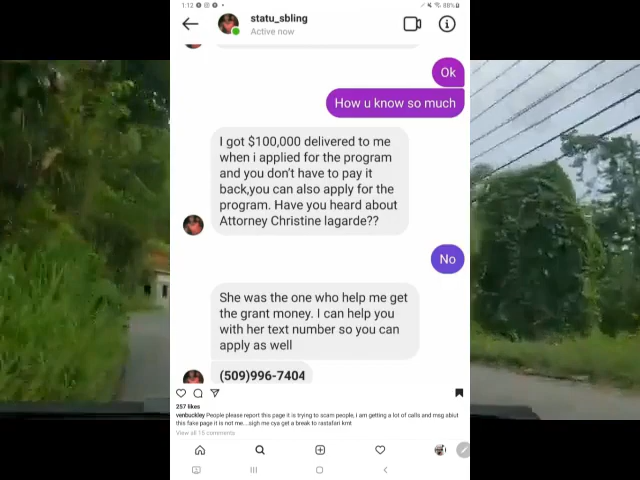 1:12
88%
statu_sbling
Active now
Ok
How u know so much
I got $100,000 delivered to me
when i applied for the program
and you don't have to pay it
back,you can also apply for the
program. Have you heard about
Attorney Christine lagarde??
No
She was the one who help me get
the grant money. I can help you
with her text number so you can
apply as well
(509)996-7404
257 likes
venbuckley People please report this page it is trying to scam people, i am getting a lot of calls and msg abiut
this fake page it is not me...sigh me cya get a break to rastafari kmt
View all 15 comments